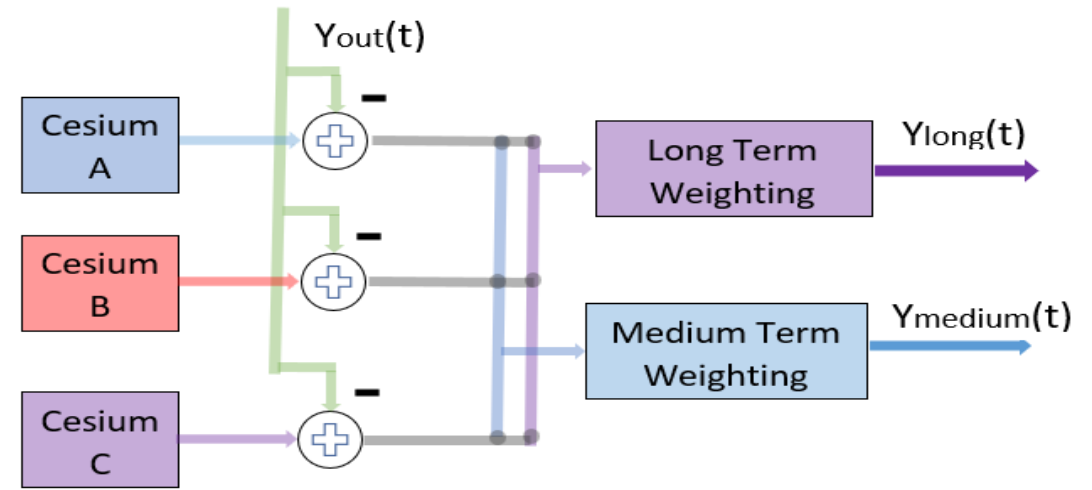 Yout(t)
Cesium
A
Cesium
B
Cesium
C
Long Term
Weighting
Ylong(t)
Medium Term
Weighting
Ymedium(t)